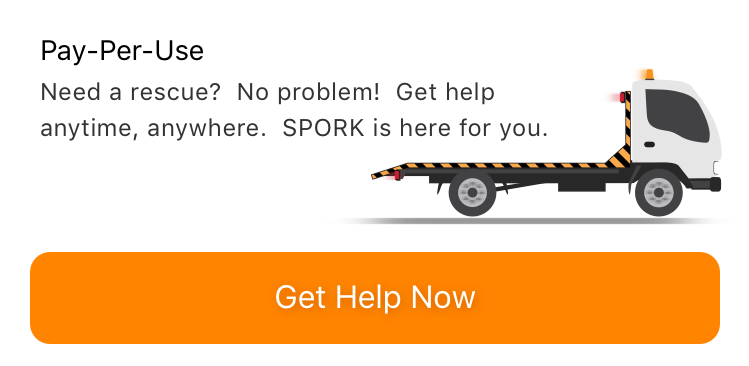 Pay-Per-Use
Need a rescue?  No problem!  Get help
anytime, anywhere.  SPORK is here for you.
Get Help Now